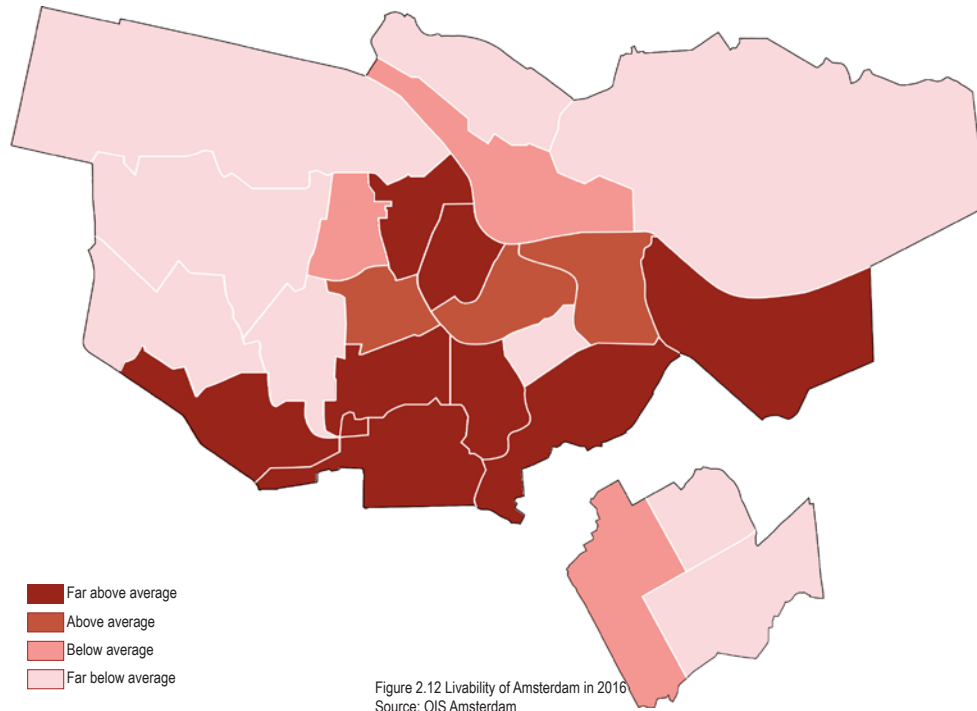 Far above average
Above average
Below average
Far below average
Figure 2.12 Livability of Amsterdam in 2016
Source: OIS Amsterdam